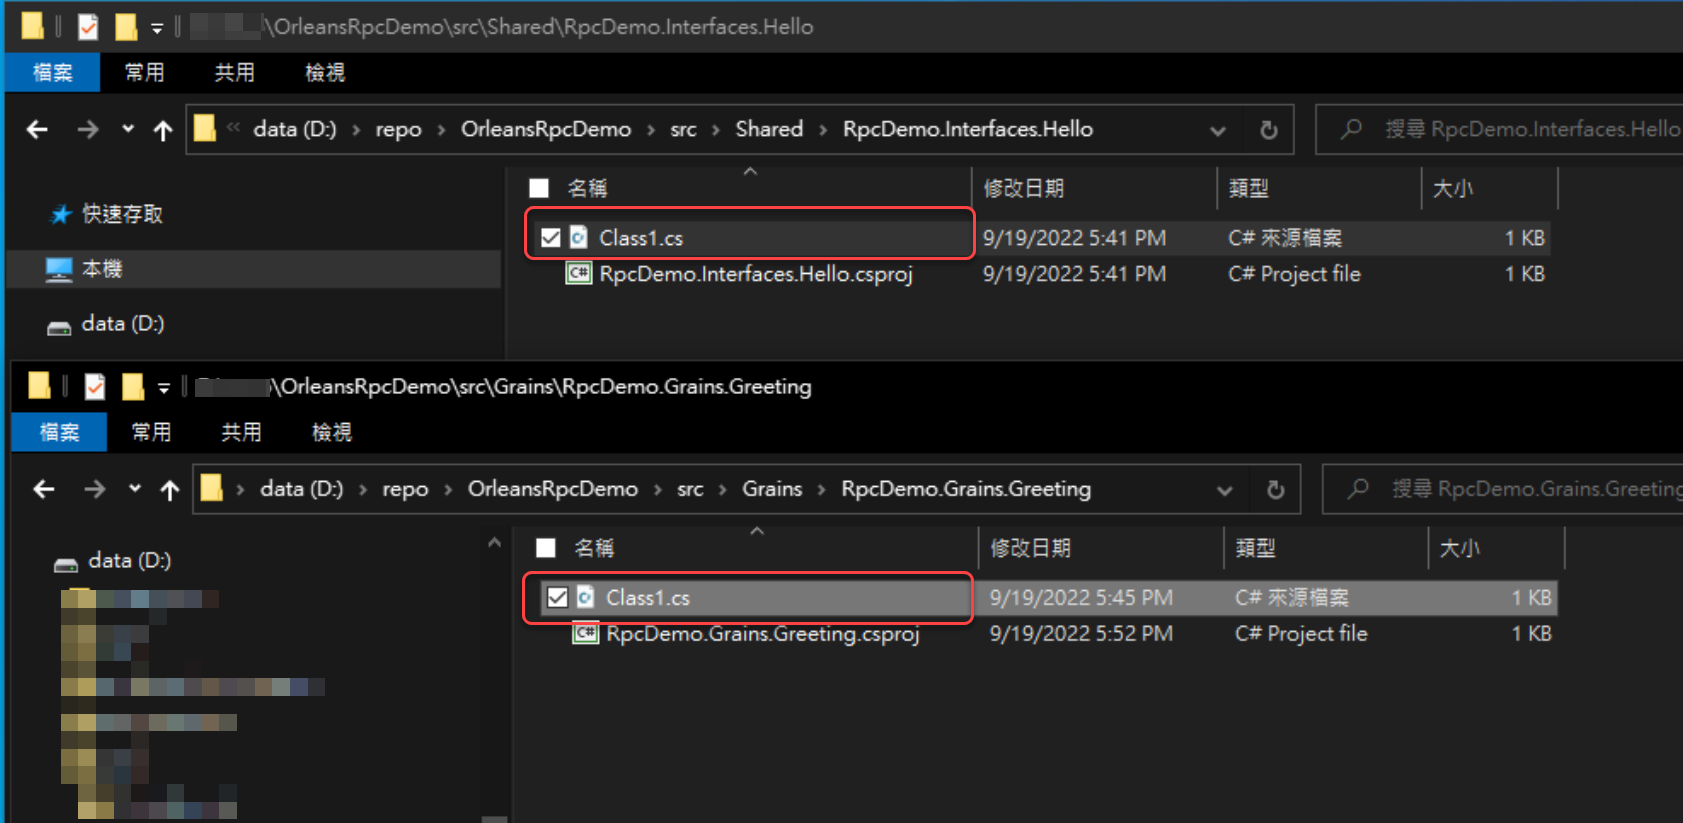 \OrleansRpcDemo\src\Shared\RpcDemo.Interfaces.Hello
檔案 常用 共用 檢視
« data (D:) › repo › OrleansRpcDemo › src › Shared › RpcDemo.Interfaces.Hello 搜尋 RpcDemo.Interfaces.Hello
名稱 修改日期 類型 大小
快速存取
Class1.cs 9/19/2022 5:41 PM C# 來源檔案 1 KB
本機
C# RpcDemo.Interfaces.Hello.csproj 9/19/2022 5:41 PM C# Project file 1 KB
data (D:)
\OrleansRpcDemo\src\Grains\RpcDemo.Grains.Greeting
檔案 常用 共用 檢視
› data (D:) › repo › OrleansRpcDemo › src › Grains › RpcDemo.Grains.Greeting 搜尋 RpcDemo.Grains.Greeting
名稱 修改日期 類型 大小
data (D:)
Class1.cs 9/19/2022 5:45 PM C# 來源檔案 1 KB
C# RpcDemo.Grains.Greeting.csproj 9/19/2022 5:52 PM C# Project file 1 KB